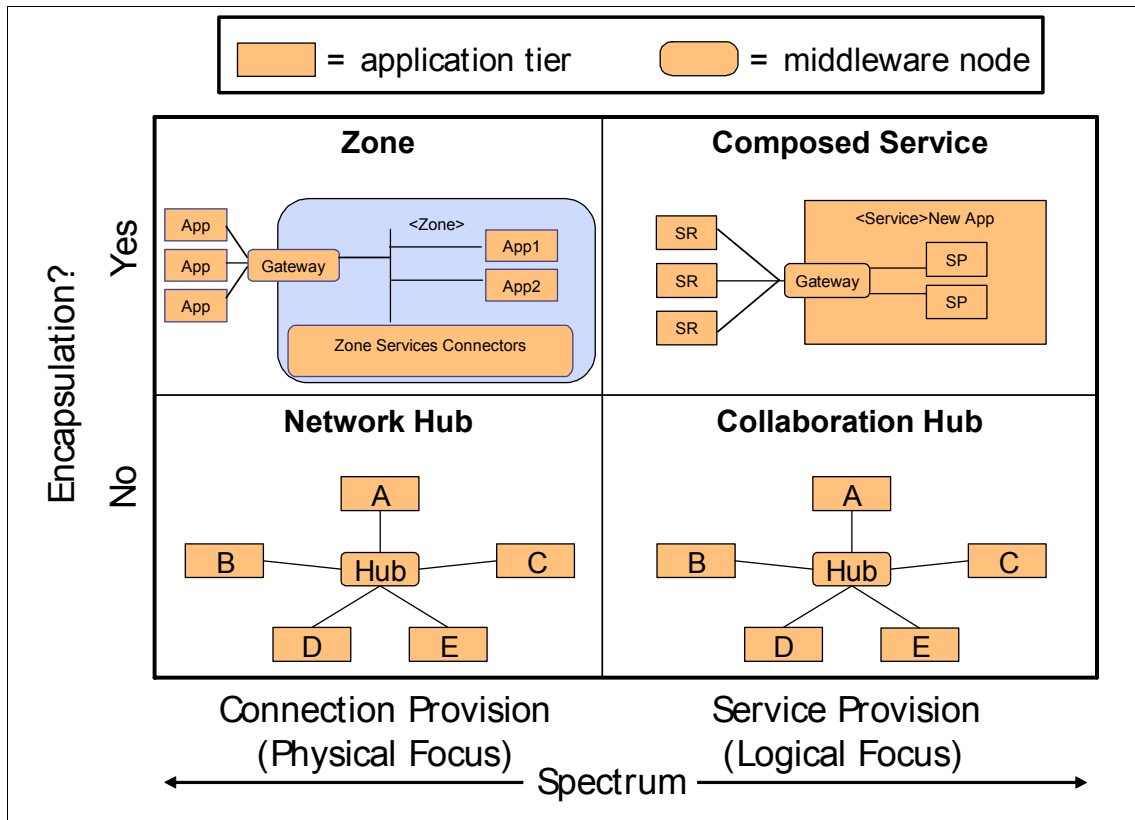 = application tier
= middleware node
Zone
Composed Service
Encapsulation?
Yes
App
App
App
Gateway
<Zone>
App1
App2
Zone Services Connectors
SR
SR
SR
Gateway
<Service>New App
SP
SP
No
Network Hub
A
B
Hub
C
D
E
Collaboration Hub
A
B
Hub
C
D
E
Connection Provision
(Physical Focus)
Service Provision
(Logical Focus)
Spectrum